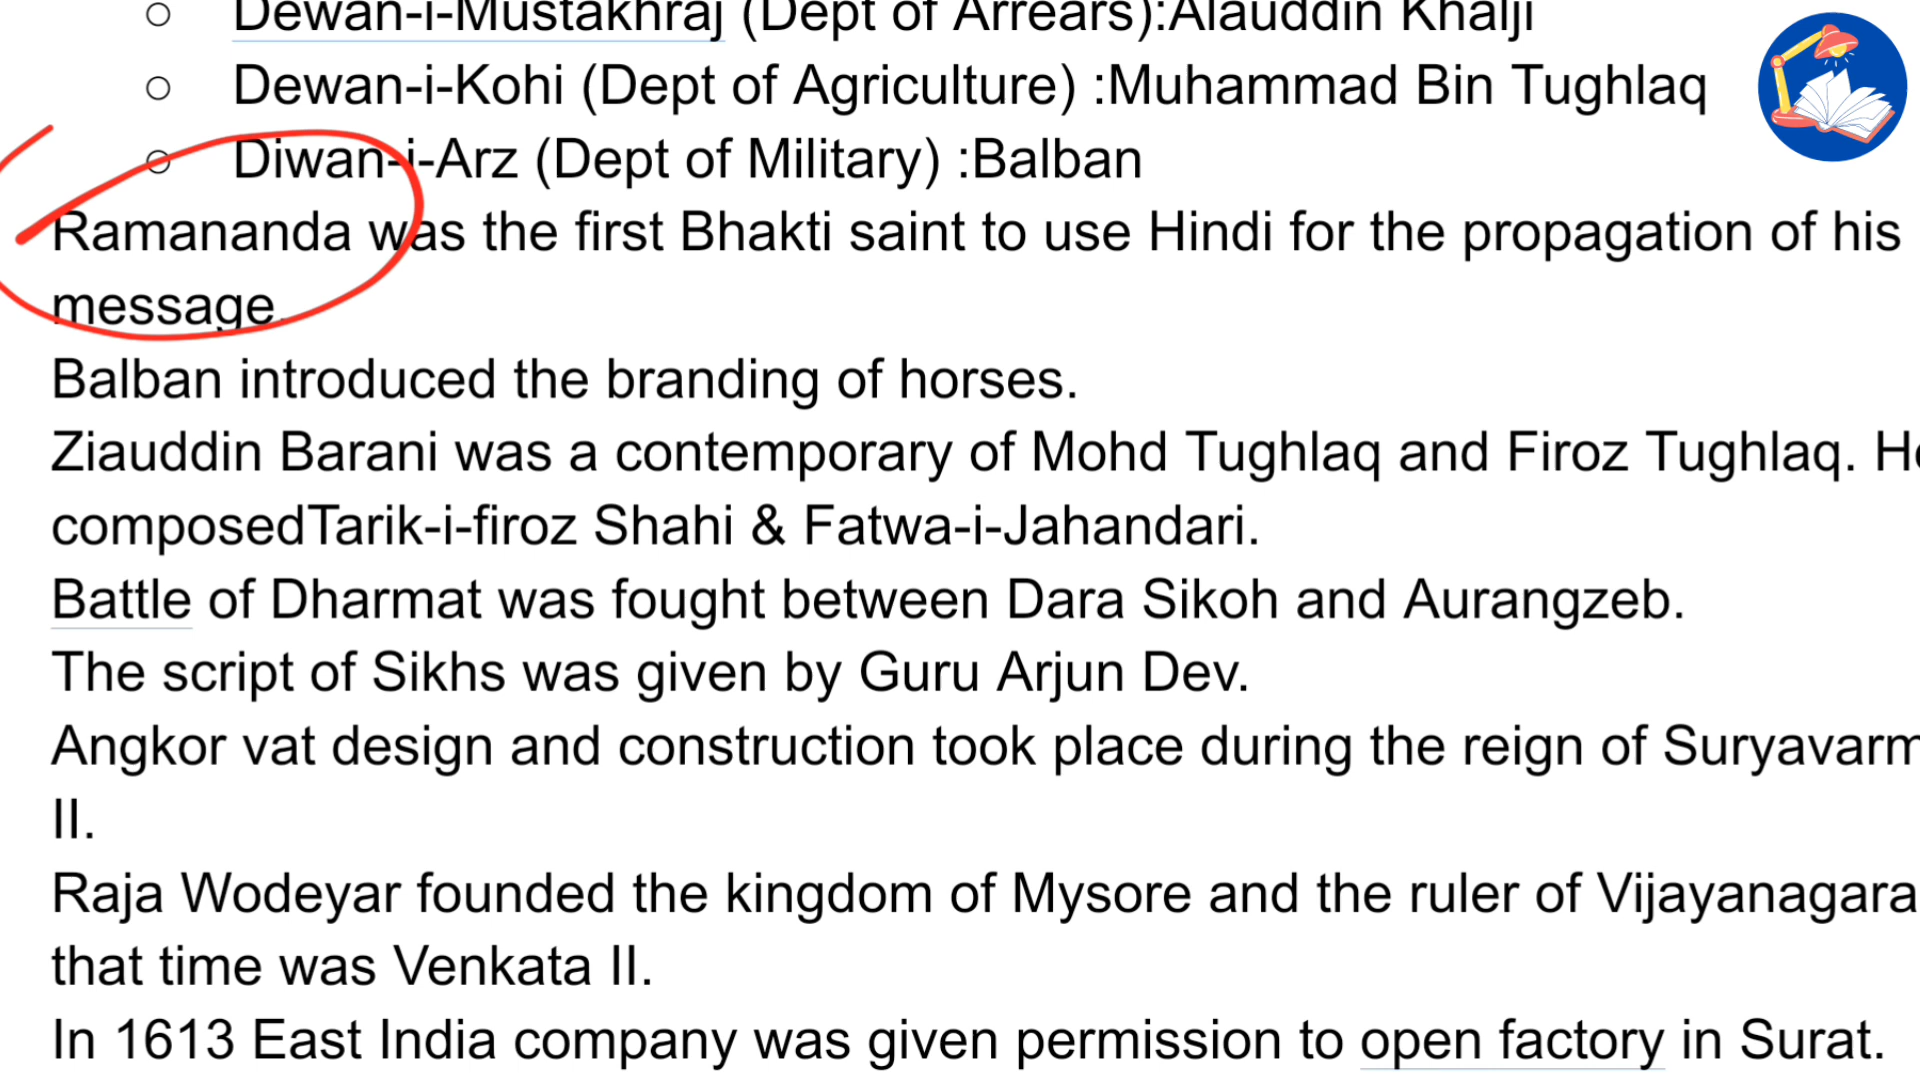 Dewan-i-Mustakhraj (Dept of Arrears):Alauddin Khalji
Dewan-i-Kohi (Dept of Agriculture) :Muhammad Bin Tughlaq
Diwan-i-Arz (Dept of Military) :Balban
Ramananda was the first Bhakti saint to use Hindi for the propagation of his
message.
Balban introduced the branding of horses.
Ziauddin Barani was a contemporary of Mohd Tughlaq and Firoz Tughlaq.
composedTarik-i-firoz Shahi & Fatwa-i-Jahandari.
Battle of Dharmat was fought between Dara Sikoh and Aurangzeb.
The script of Sikhs was given by Guru Arjun Dev.
Angkor vat design and construction took place during the reign of Suryavarm
II.
Raja Wodeyar founded the kingdom of Mysore and the ruler of Vijayanagara
that time was Venkata II.
In 1613 East India company was given permission to open factory in Surat.